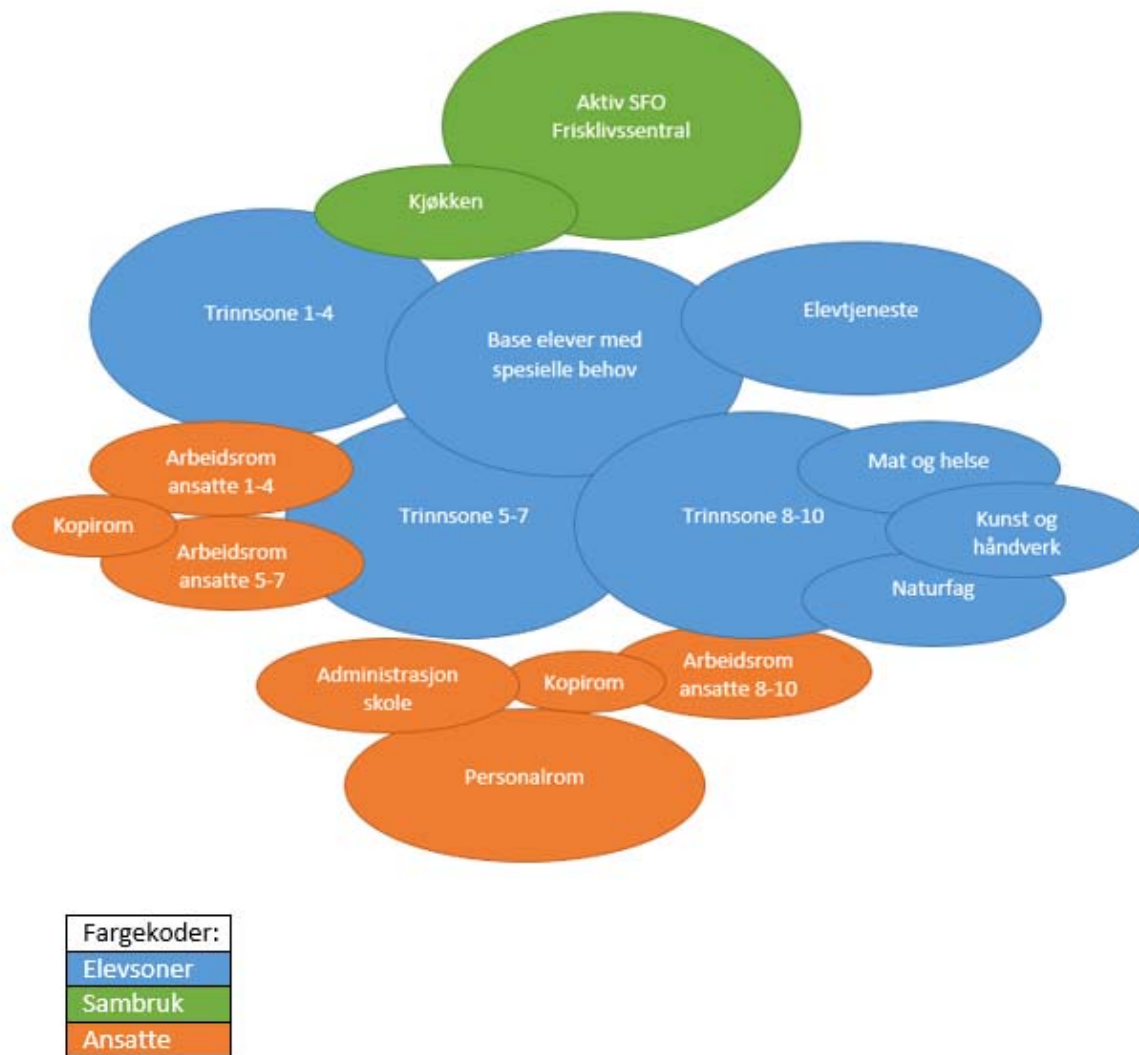 Aktiv SFO
Frisklivssentral
Kjøkken
Trinnsone 1-4
Elevtjeneste
Base elever med
spesielle behov
Arbeidsrom
ansatte 1-4
Mat og helse
Kopirom
Trinnsone 5-7
Trinnsone 8-10
Kunst og
håndverk
Arbeidsrom
ansatte 5-7
Naturfag
Administrasjon
skole
Kopirom
Arbeidsrom
ansatte 8-10
Personalrom
Fargekoder:
Elevsoner
Sambruk
Ansatte